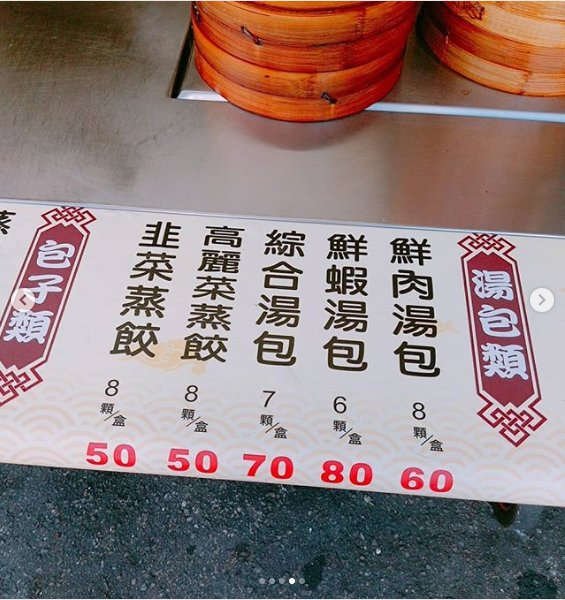 湯包類
鮮肉湯包
8
顆/盒
60
鮮蝦湯包
6
顆/盒
80
綜合湯包
7
顆/盒
70
高麗菜蒸餃
8
顆/盒
50
韭菜蒸餃
8
顆/盒
50
包子類